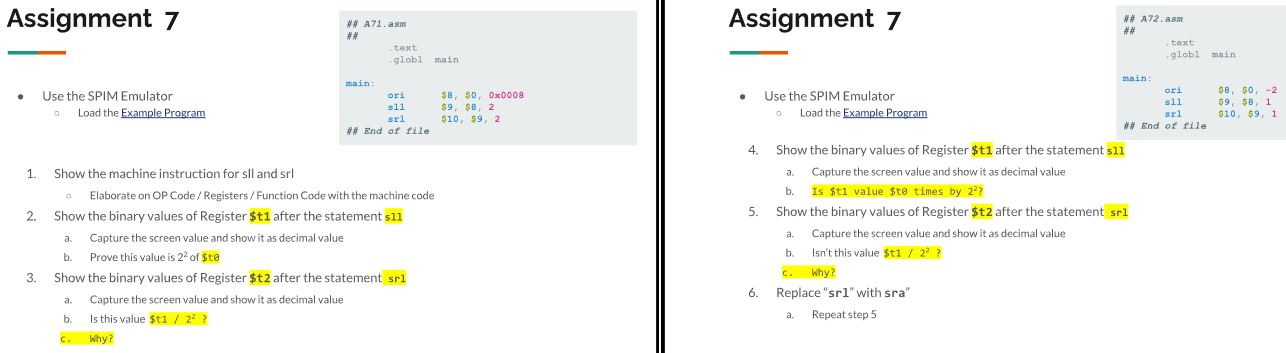 Assignment 7
## A71.asm
##
.text
.globl main
main:
ori $8, $0, 0x0008
sll $9, $8, 2
srl $10, $9, 2
## End of file
● Use the SPIM Emulator
○ Load the Example Program
1. Show the machine instruction for sll and srl
○ Elaborate on OP Code / Registers / Function Code with the machine code
2. Show the binary values of Register $t1 after the statement sll
a. Capture the screen value and show it as decimal value
b. Prove this value is 2² of $t0
3. Show the binary values of Register $t2 after the statement srl
a. Capture the screen value and show it as decimal value
b. Is this value $t1 / 2² ?
c. Why?
Assignment 7
## A72.asm
##
.text
.globl main
main:
ori $8, $0, -2
sll $9, $8, 1
srl $10, $9, 1
## End of file
● Use the SPIM Emulator
○ Load the Example Program
4. Show the binary values of Register $t1 after the statement sll
a. Capture the screen value and show it as decimal value
b. Is $t1 value $t0 times by 2²?
5. Show the binary values of Register $t2 after the statement srl
a. Capture the screen value and show it as decimal value
b. Isn't this value $t1 / 2² ?
c. Why?
6. Replace "srl" with sra"
a. Repeat step 5